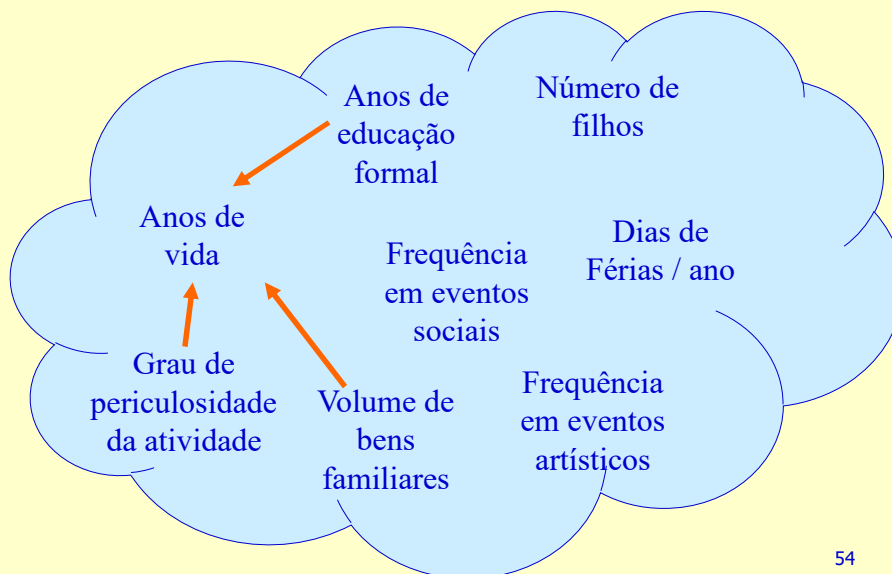 Anos de
educação
formal
Número de
filhos
Anos de
vida
Frequência
em eventos
sociais
Dias de
Férias / ano
Grau de
periculosidade
da atividade
Volume de
bens
familiares
Frequência
em eventos
artísticos
54